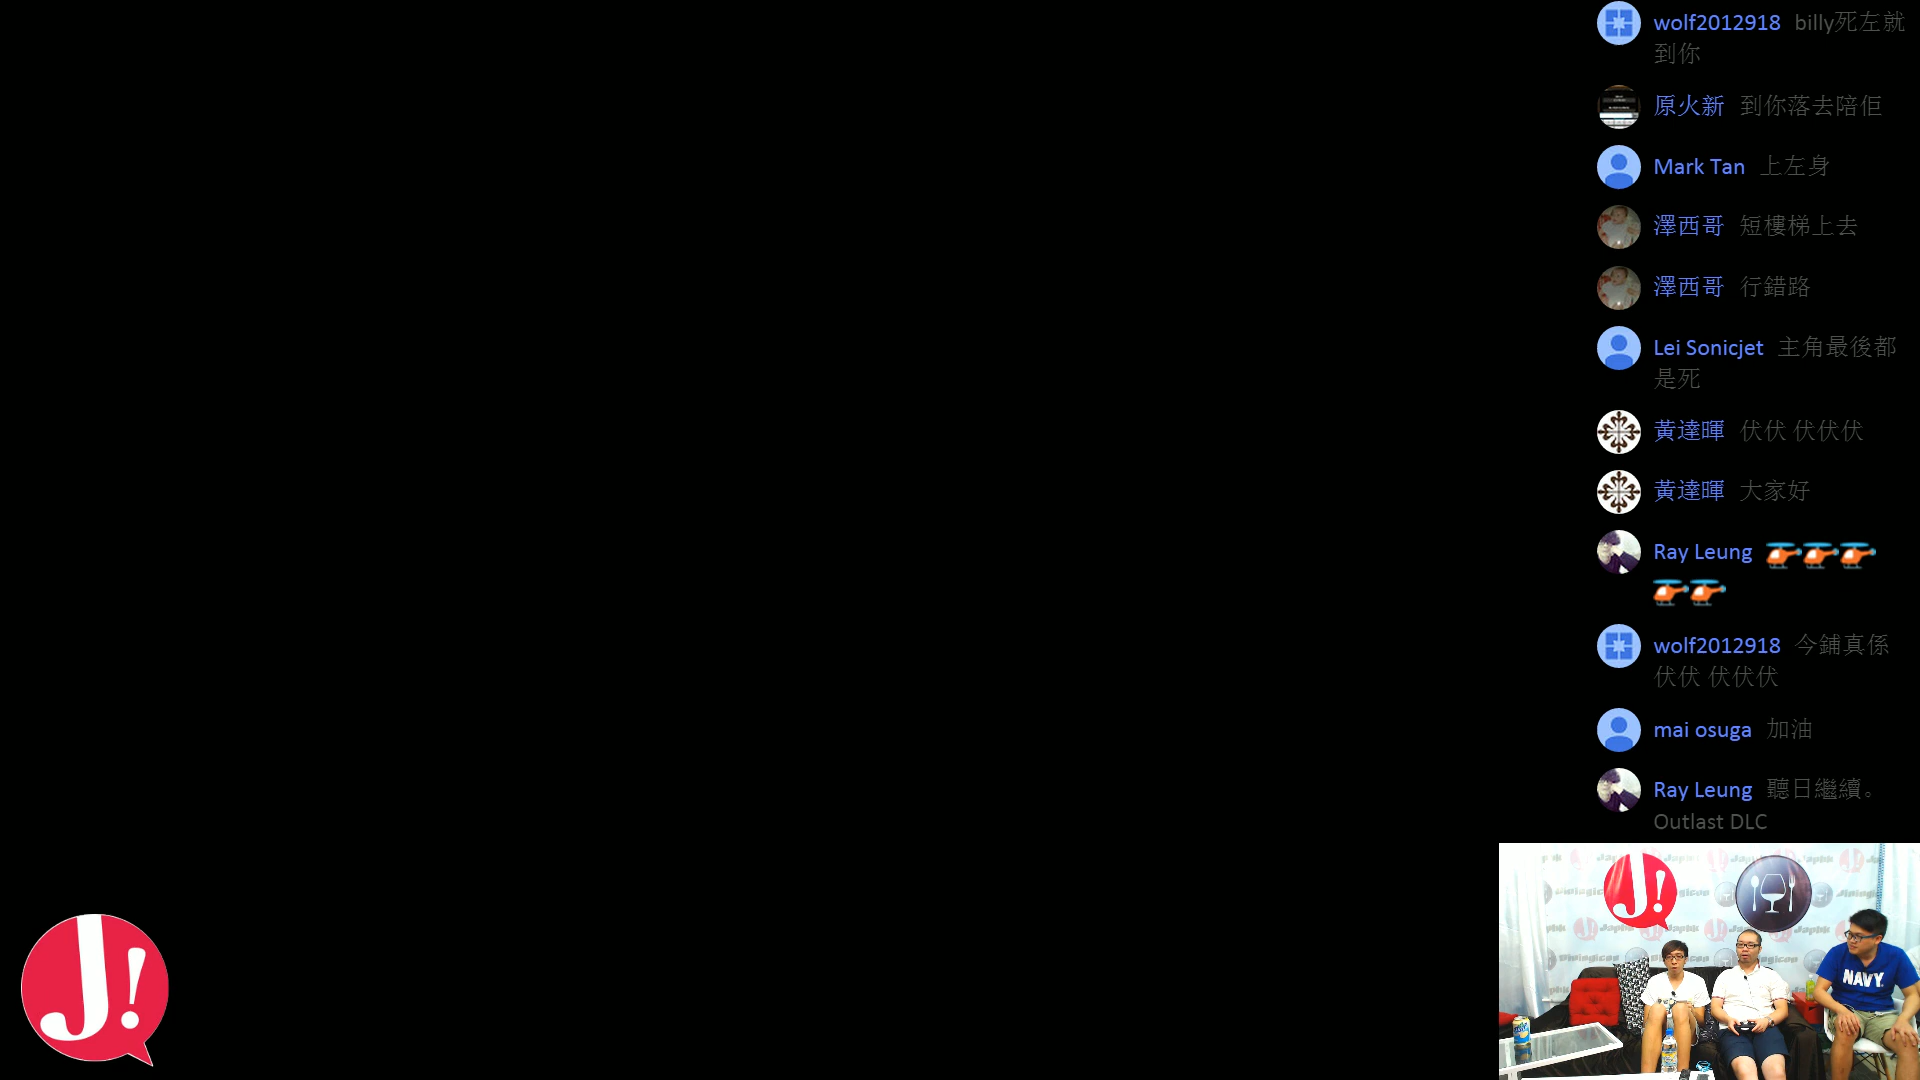 wolf2012918 billy死左就
到你
原火新 到你落去陪佢
Mark Tan 上左身
澤西哥 短樓梯上去
澤西哥 行錯路
Lei Sonicjet 主角最後都
是死
黃達暉 伏伏 伏伏伏
黃達暉 大家好
Ray Leung
wolf2012918 今鋪真係
伏伏 伏伏伏
mai osuga 加油
Ray Leung 聽日繼續。
Outlast DLC
J!
J!
NAVY